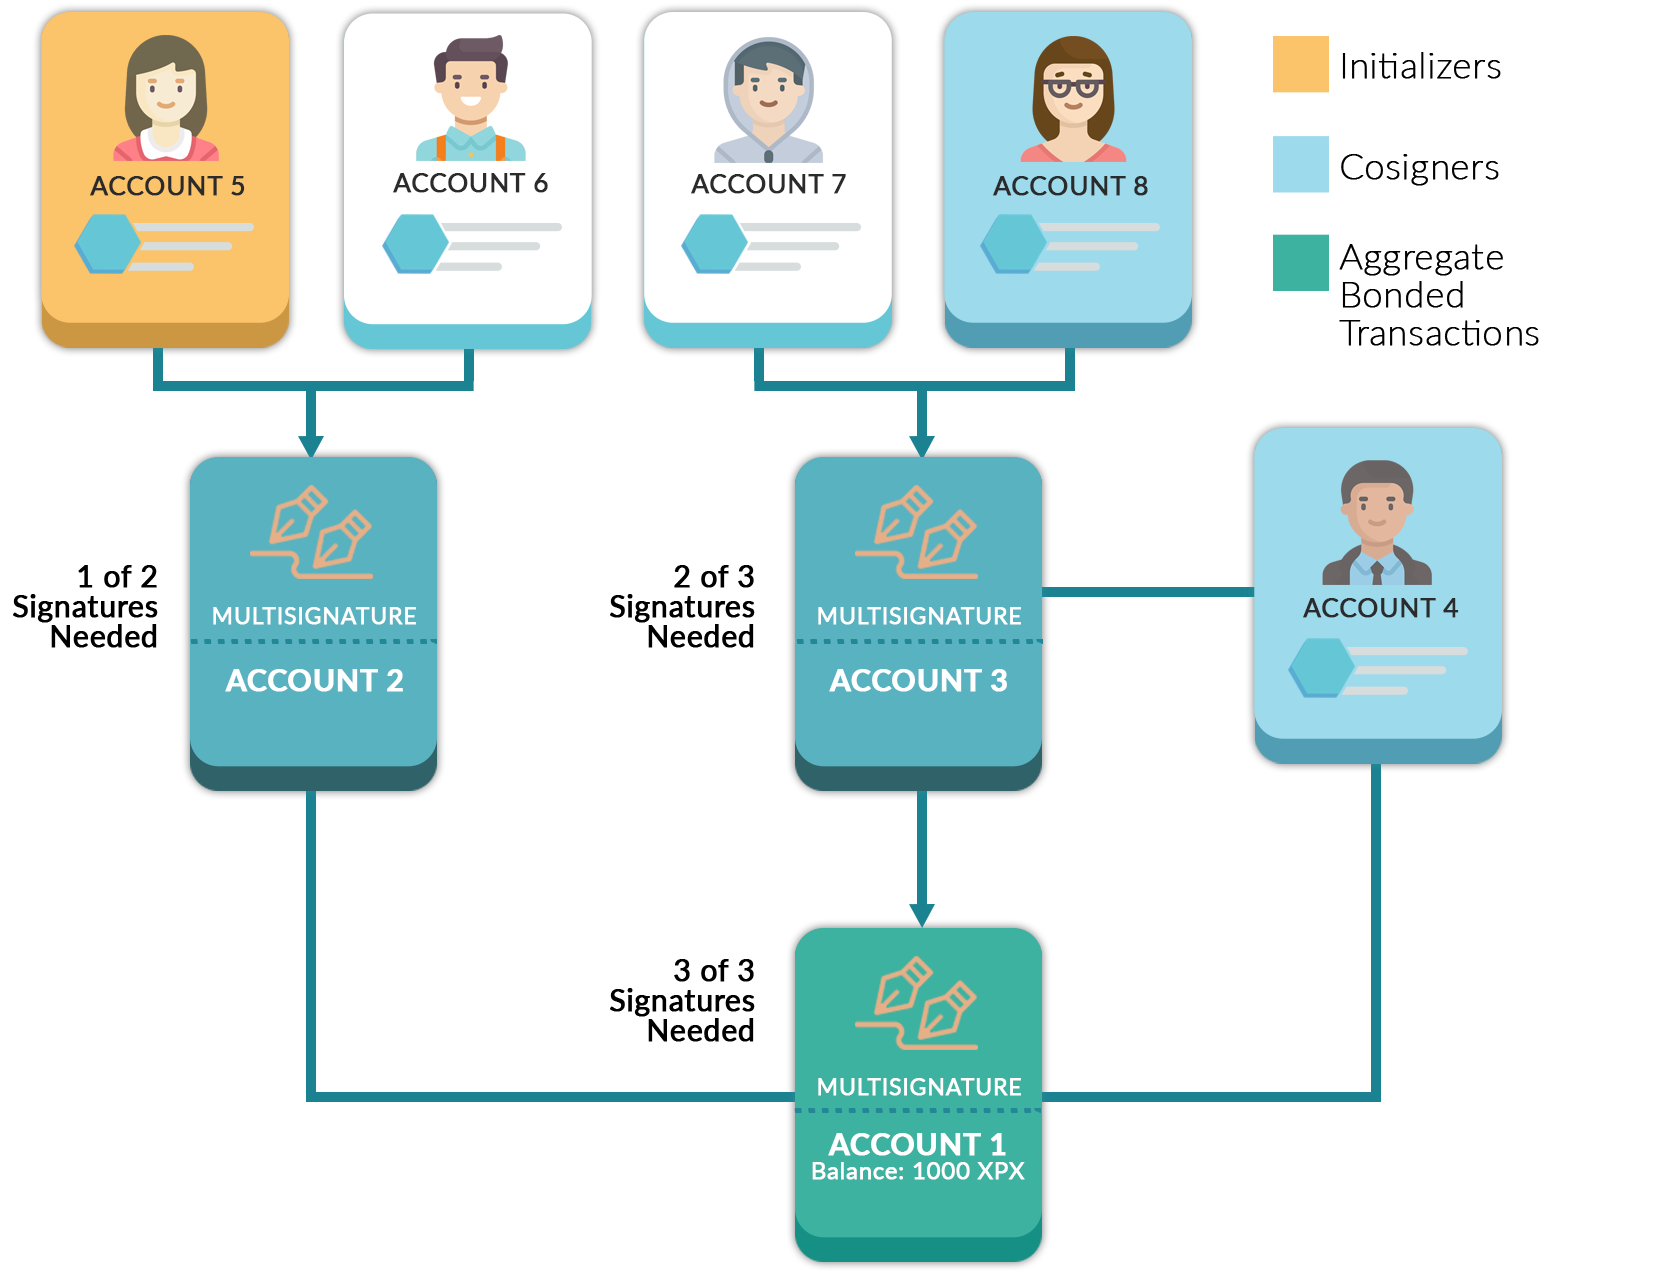 ACCOUNT 5
ACCOUNT 6
ACCOUNT 7
ACCOUNT 8
Initializers
Cosigners
Aggregate
Bonded
Transactions
1 of 2
Signatures
Needed
MULTISIGNATURE
ACCOUNT 2
2 of 3
Signatures
Needed
MULTISIGNATURE
ACCOUNT 3
ACCOUNT 4
3 of 3
Signatures
Needed
MULTISIGNATURE
ACCOUNT 1
Balance: 1000 XPX